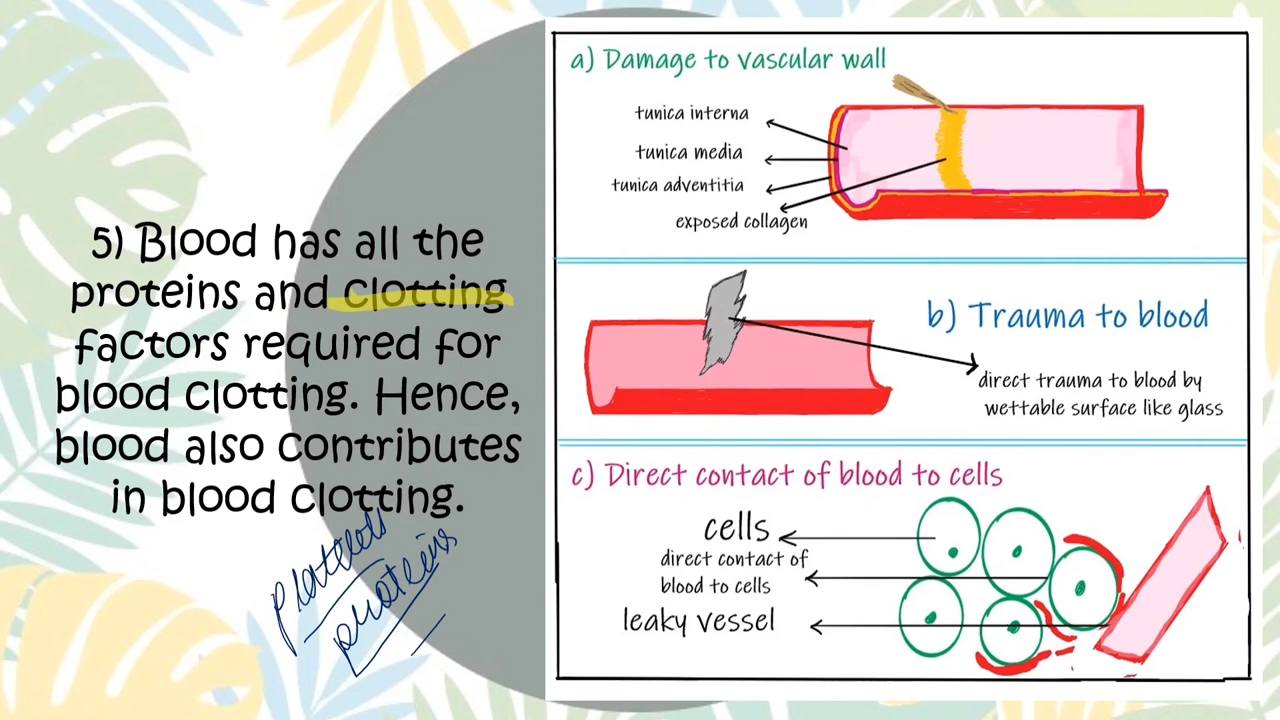 5) Blood has all the
proteins and clotting
factors required for
blood clotting. Hence,
blood also contributes
in blood clotting.
platelets
proteins
a) Damage to vascular wall
tunica interna
tunica media
tunica adventitia
exposed collagen
b) Trauma to blood
direct trauma to blood by
wettable surface like glass
c) Direct contact of blood to cells
cells
direct contact of
blood to cells
leaky vessel